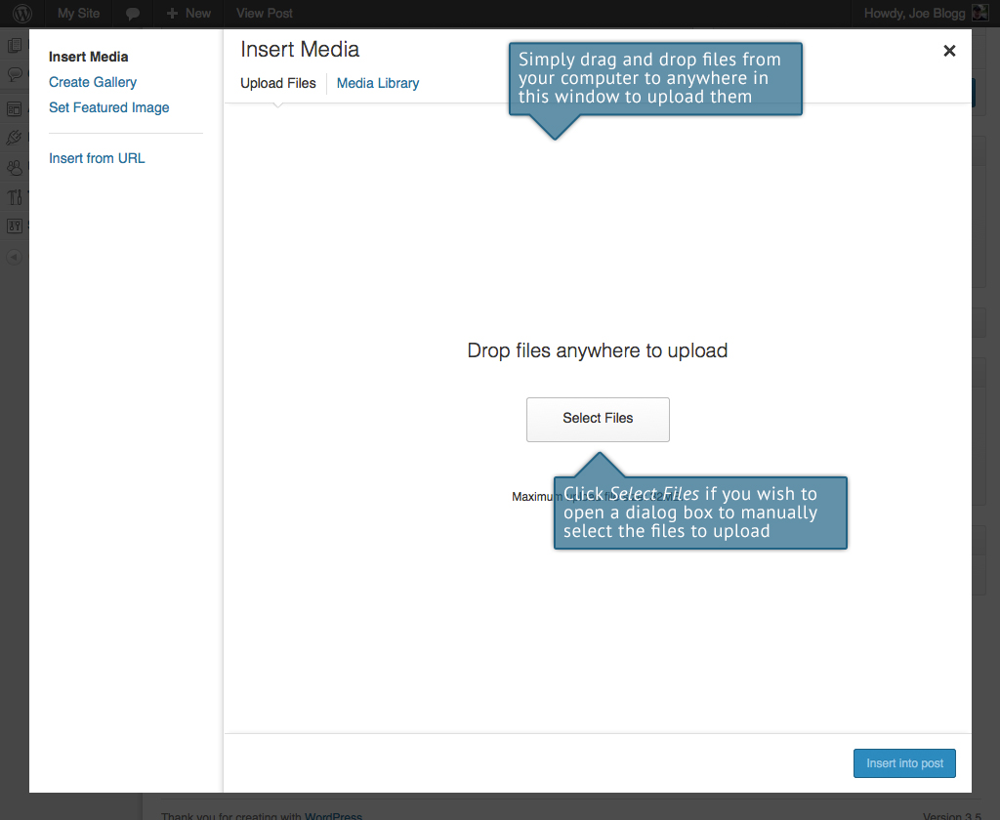 My Site
New
View Post
Howdy, Joe Blogg
Insert Media
Create Gallery
Set Featured Image
Insert from URL
Insert Media
Upload Files
Media Library
Simply drag and drop files from
your computer to anywhere in
this window to upload them
Drop files anywhere to upload
Select Files
Maximum
Click Select Files if you wish to
open a dialog box to manually
select the files to upload
Insert into post
Thank you for creating with WordPress
Version 3.5